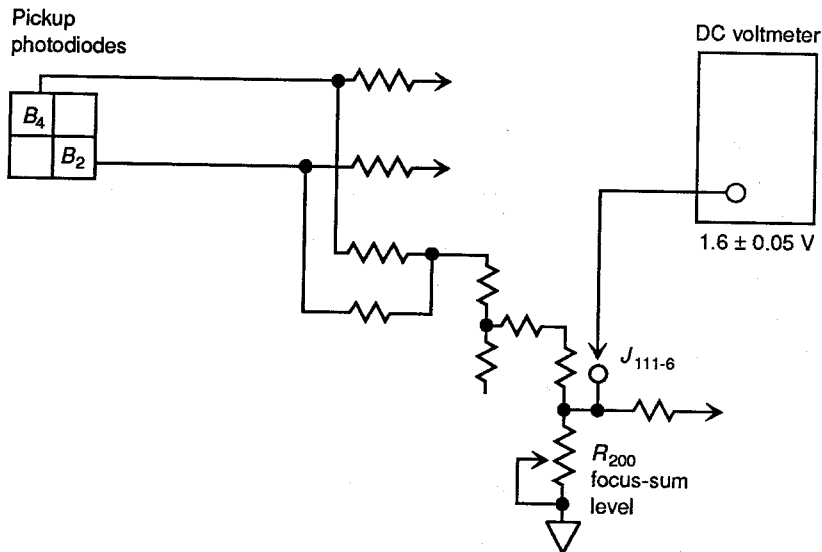 Pickup
photodiodes
DC voltmeter
B4
B2
1.6 ± 0.05 V
J111-6
R200
focus-sum
level